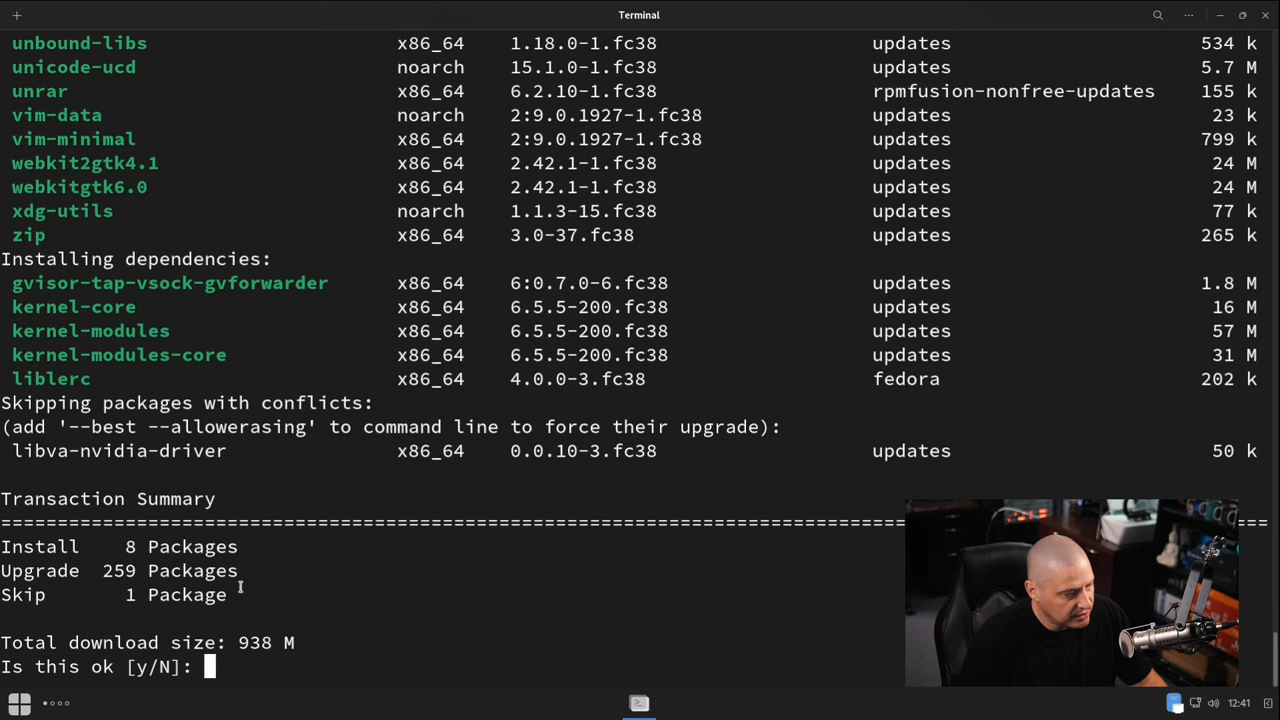 Terminal
unbound-libs x86_64 1.18.0-1.fc38 updates 534 k
unicode-ucd noarch 15.1.0-1.fc38 updates 5.7 M
unrar x86_64 6.2.10-1.fc38 rpmfusion-nonfree-updates 155 k
vim-data noarch 2:9.0.1927-1.fc38 updates 23 k
vim-minimal x86_64 2:9.0.1927-1.fc38 updates 799 k
webkit2gtk4.1 x86_64 2.42.1-1.fc38 updates 24 M
webkitgtk6.0 x86_64 2.42.1-1.fc38 updates 24 M
xdg-utils noarch 1.1.3-15.fc38 updates 77 k
zip x86_64 3.0-37.fc38 updates 265 k
Installing dependencies:
gvisor-tap-vsock-gvforwarder x86_64 6:0.7.0-6.fc38 updates 1.8 M
kernel-core x86_64 6.5.5-200.fc38 updates 16 M
kernel-modules x86_64 6.5.5-200.fc38 updates 57 M
kernel-modules-core x86_64 6.5.5-200.fc38 updates 31 M
liblerc x86_64 4.0.0-3.fc38 fedora 202 k
Skipping packages with conflicts:
(add '--best --allowerasing' to command line to force their upgrade):
libva-nvidia-driver x86_64 0.0.10-3.fc38 updates 50 k
Transaction Summary
================================================================================
Install 8 Packages
Upgrade 259 Packages
Skip 1 Package
Total download size: 938 M
Is this ok [y/N]:
12:41